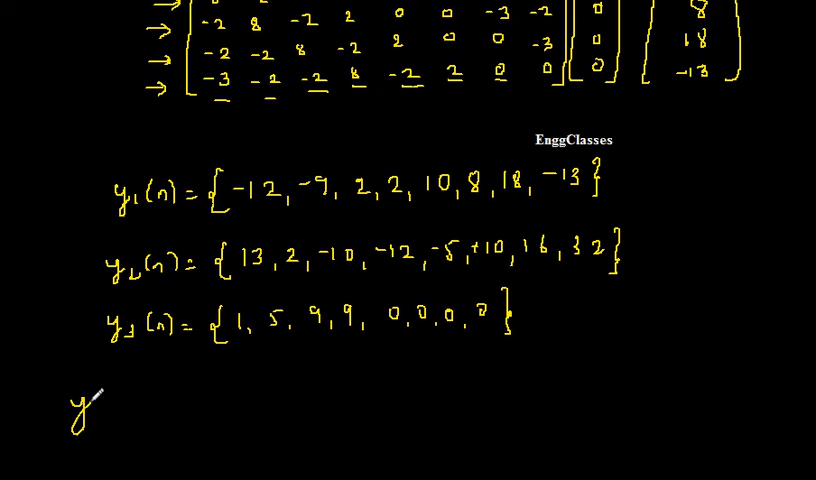 -2 8 -2 2 0 0 -3 -2 0 8
-2 -2 8 -2 2 0 0 -3 0 18
-3 -2 -2 8 -2 2 0 0 0 -13
EnggClasses
y₁(n) = {-12, -9, 2, 2, 10, 8, 18, -13}
y₂(n) = {13, 2, -10, -12, -5, +10, 16, 32}
y₃(n) = {1, 5, 9, 9, 0, 0, 0, 0}
y